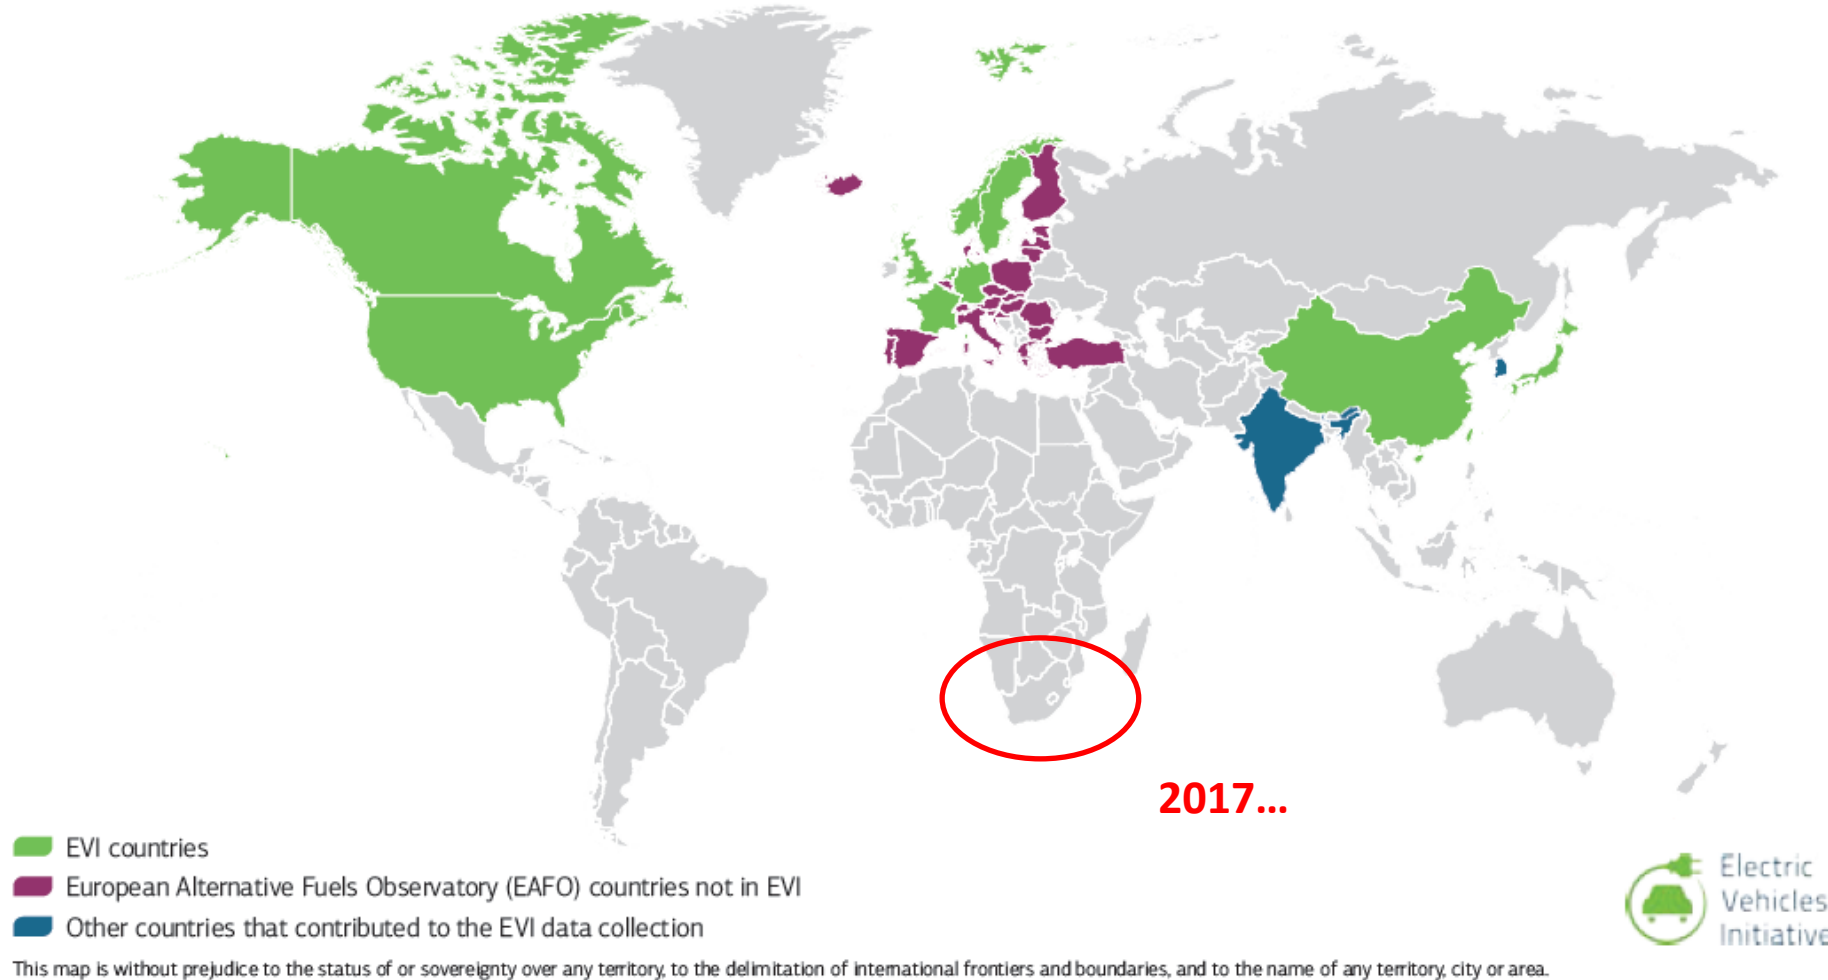 2017...
EVI countries
European Alternative Fuels Observatory (EAFO) countries not in EVI
Other countries that contributed to the EVI data collection
Electric
Vehicles
Initiative
This map is without prejudice to the status of or sovereignty over any territory, to the delimitation of international frontiers and boundaries, and to the name of any territory, city or area.